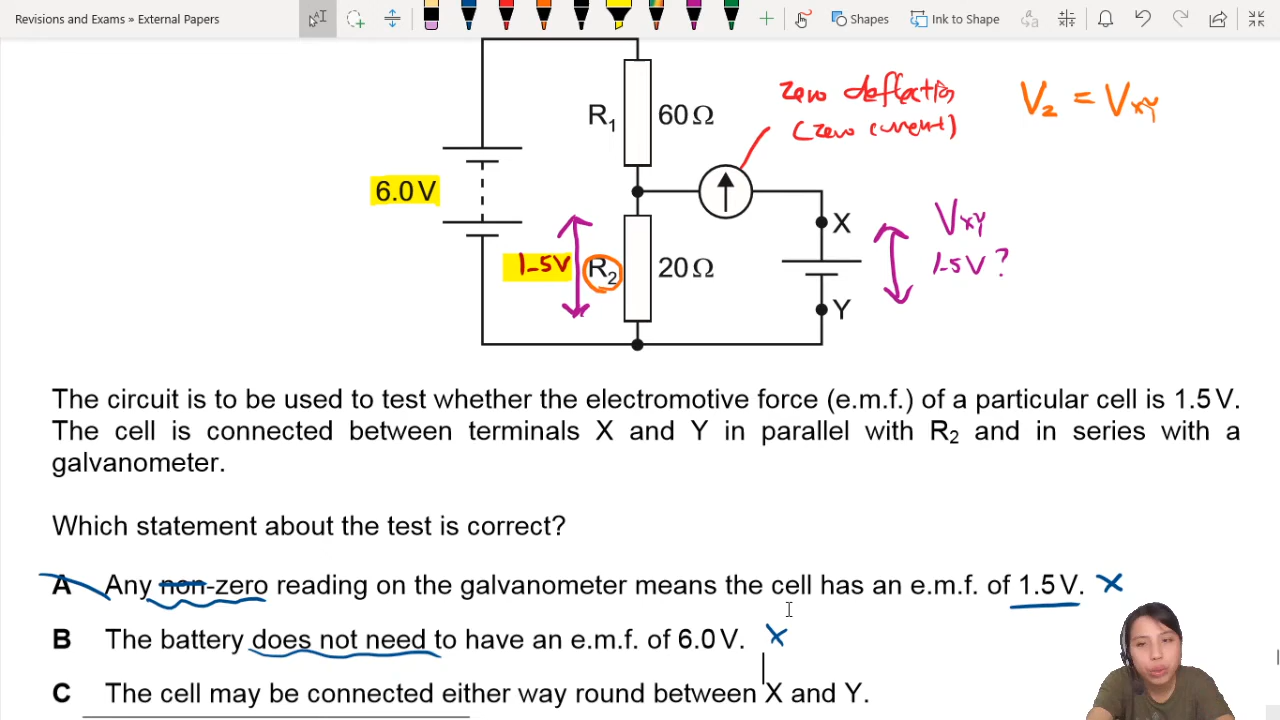 Revisions and Exams » External Papers
Shapes
Ink to Shape
R1
60 Ω
zero deflection
(zero current)
V2 = VXY
6.0 V
X
VXY
1.5V
R2
20 Ω
1.5V ?
Y
The circuit is to be used to test whether the electromotive force (e.m.f.) of a particular cell is 1.5 V.
The cell is connected between terminals X and Y in parallel with R2 and in series with a
galvanometer.
Which statement about the test is correct?
A Any non-zero reading on the galvanometer means the cell has an e.m.f. of 1.5 V. ×
B The battery does not need to have an e.m.f. of 6.0 V. ×
C The cell may be connected either way round between X and Y.